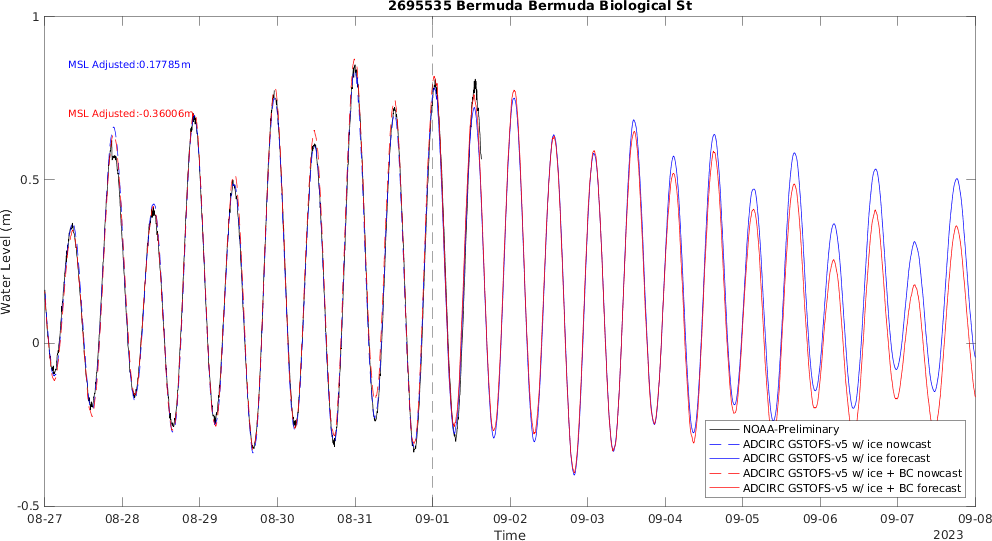 2695535 Bermuda Bermuda Biological St
1
MSL Adjusted:0.17785m
MSL Adjusted:-0.36006m
0.5
Water Level (m)
0
NOAA-Preliminary
ADCIRC GSTOFS-v5 w/ ice nowcast
ADCIRC GSTOFS-v5 w/ ice forecast
ADCIRC GSTOFS-v5 w/ ice + BC nowcast
ADCIRC GSTOFS-v5 w/ ice + BC forecast
-0.5
08-27 08-28 08-29 08-30 08-31 09-01 09-02 09-03 09-04 09-05 09-06 09-07 09-08
Time
2023